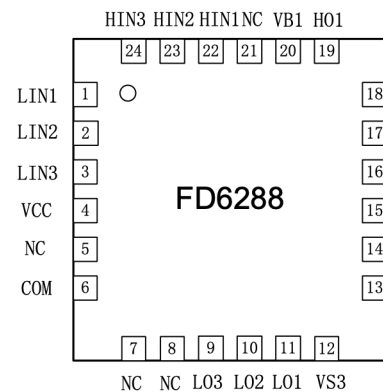 HIN3 HIN2 HIN1 NC VB1 HO1
24 23 22 21 20 19
LIN1 1 18
LIN2 2 17
LIN3 3 16
FD6288
VCC 4 15
NC 5 14
COM 6 13
7 8 9 10 11 12
NC NC LO3 LO2 LO1 VS3